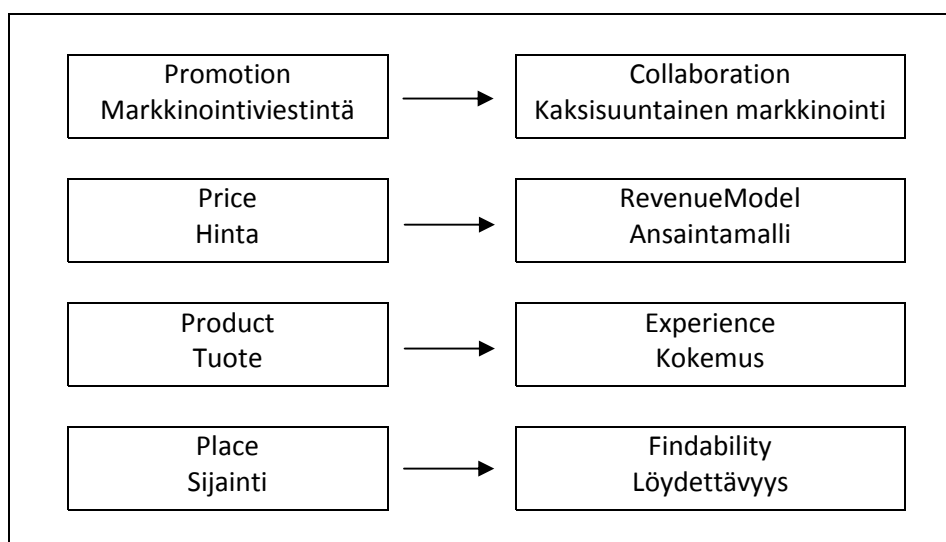 Promotion
Markkinointiviestintä
Collaboration
Kaksisuuntainen markkinointi
Price
Hinta
RevenueModel
Ansaintamalli
Product
Tuote
Experience
Kokemus
Place
Sijainti
Findability
Löydettävyys